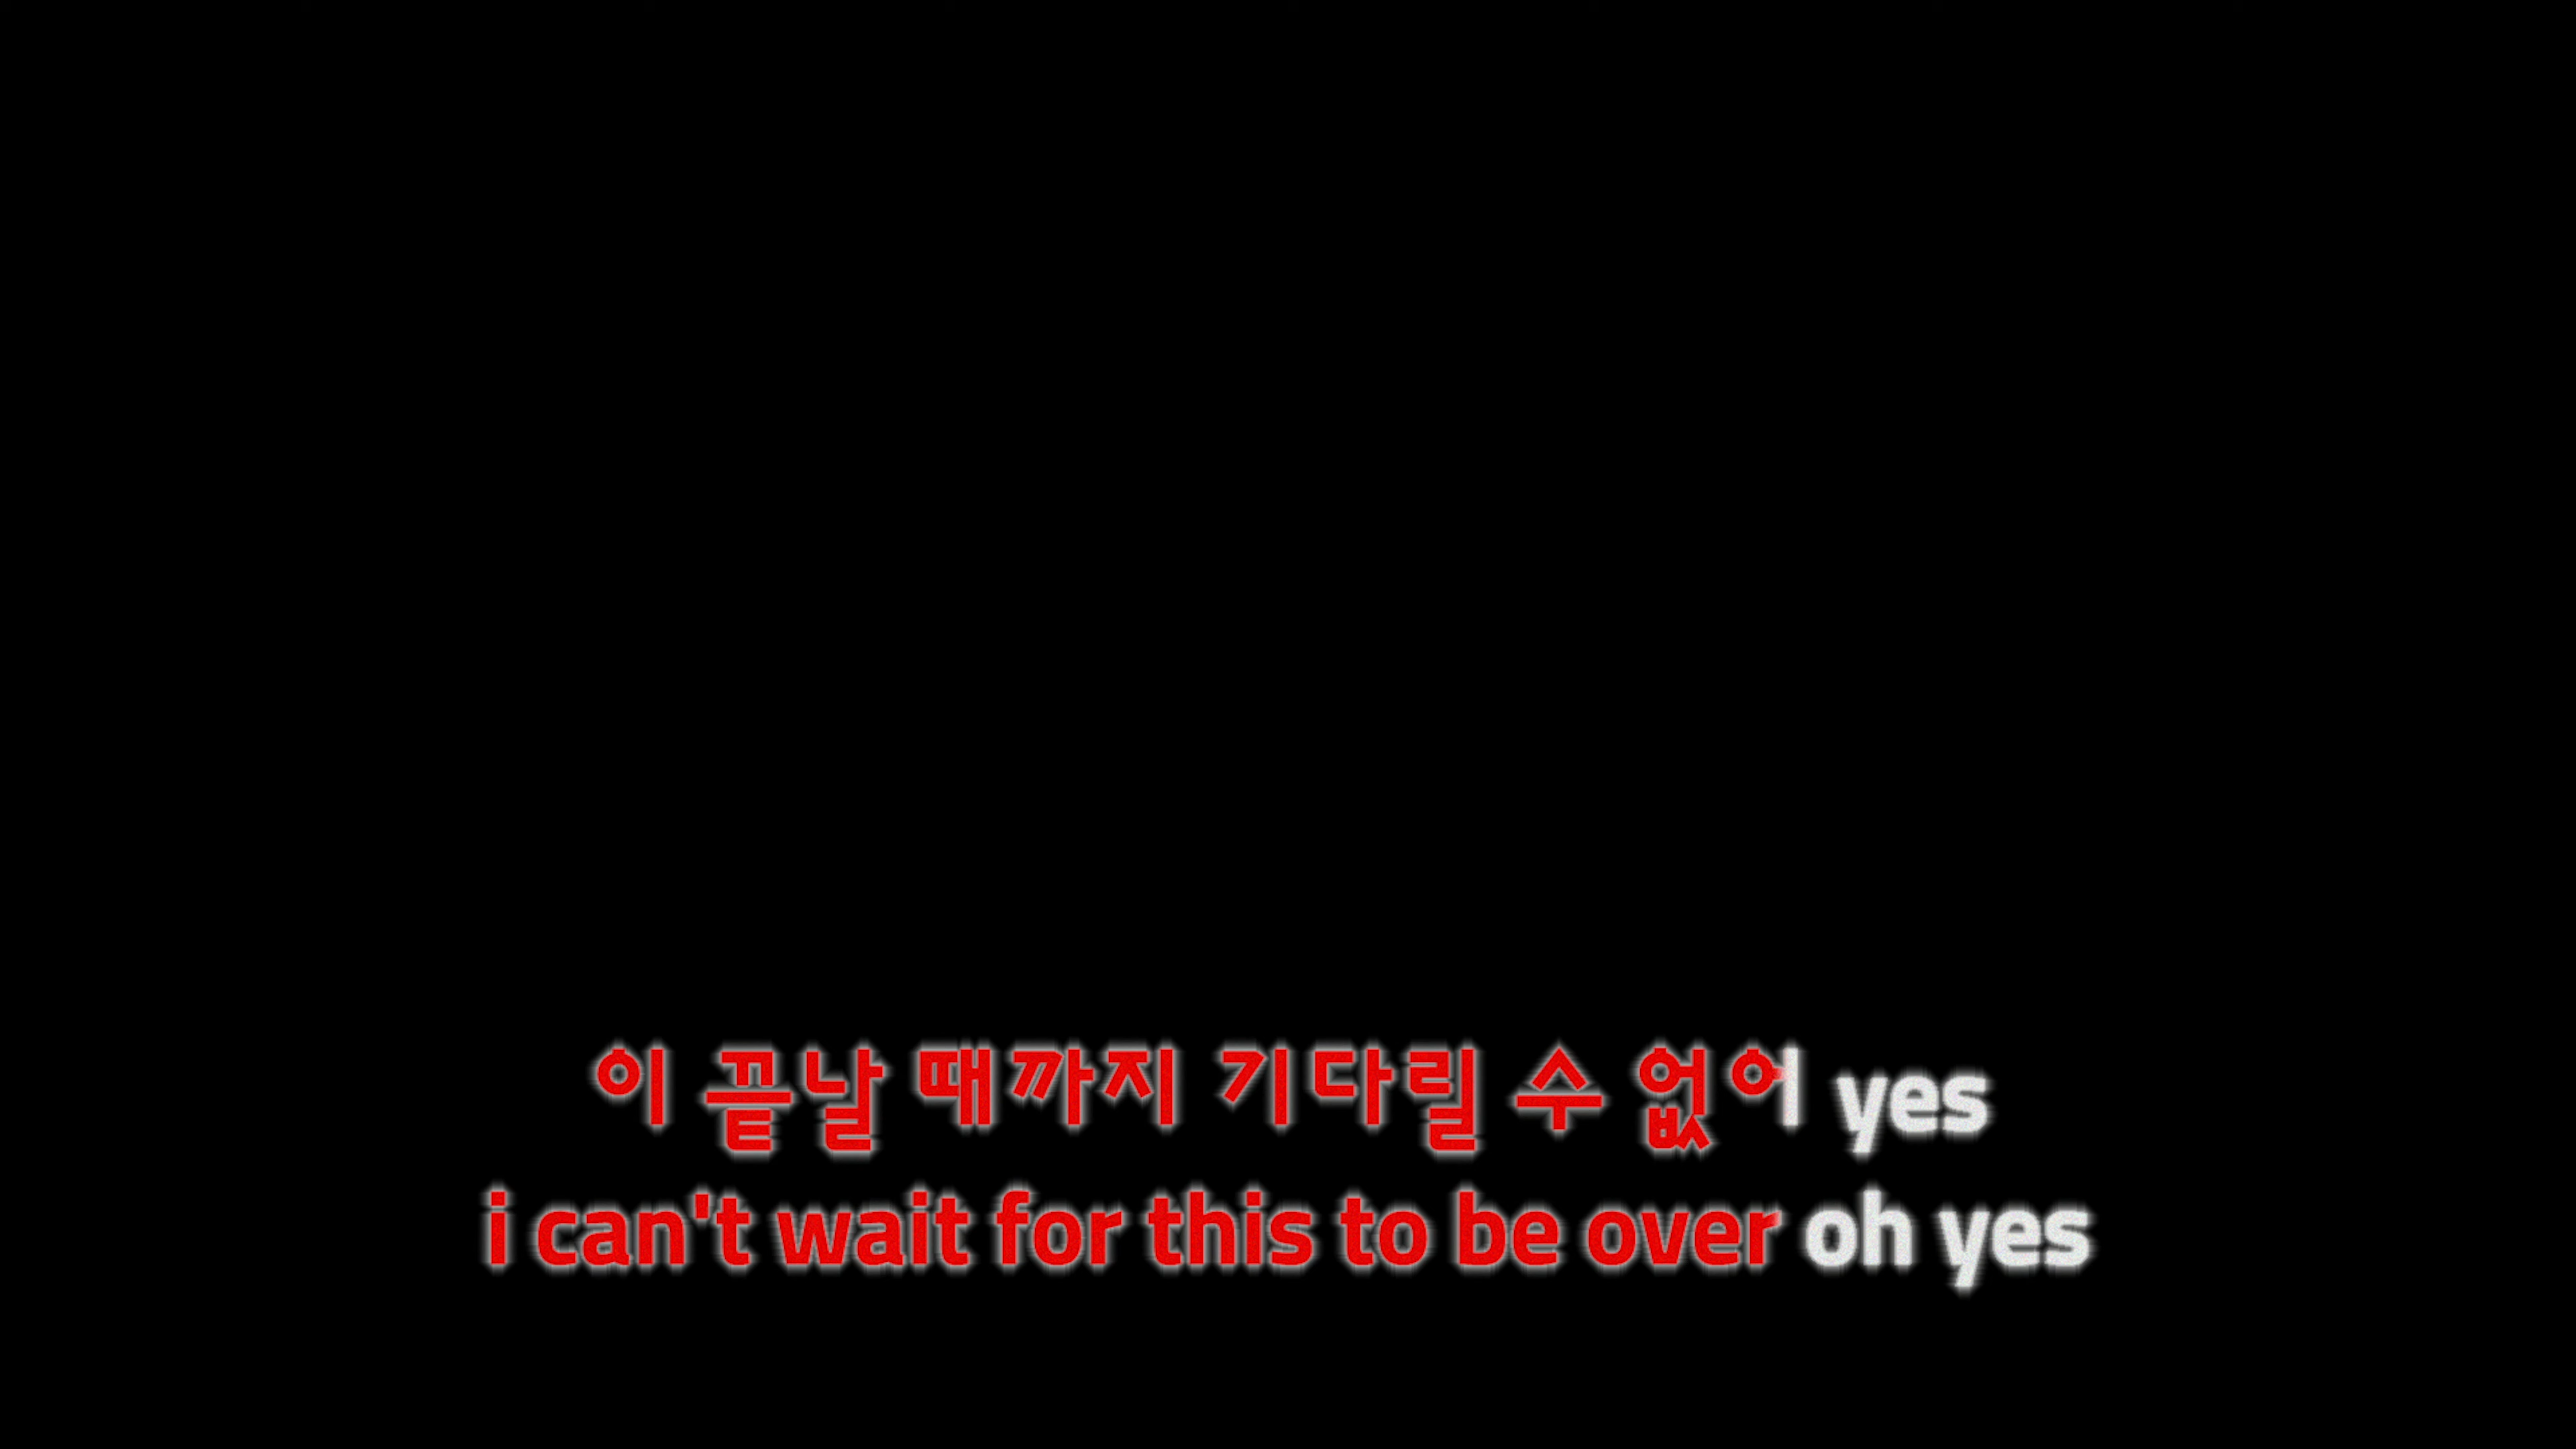 이 끝날 때까지 기다릴 수 없어 yes
i can't wait for this to be over oh yes